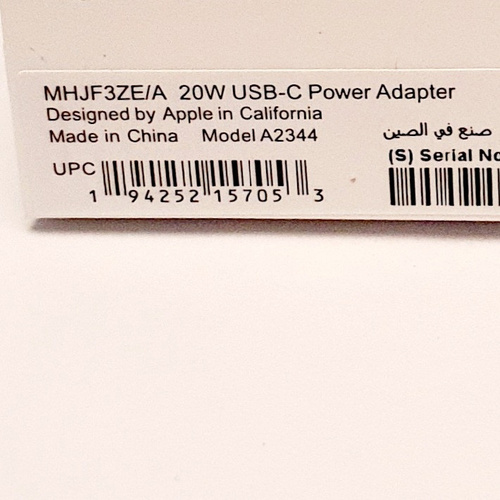 MHJF3ZE/A 20W USB-C Power Adapter
Designed by Apple in California
Made in China Model A2344
صنع في الصين
(S) Serial
UPC
1 94252 15705 3